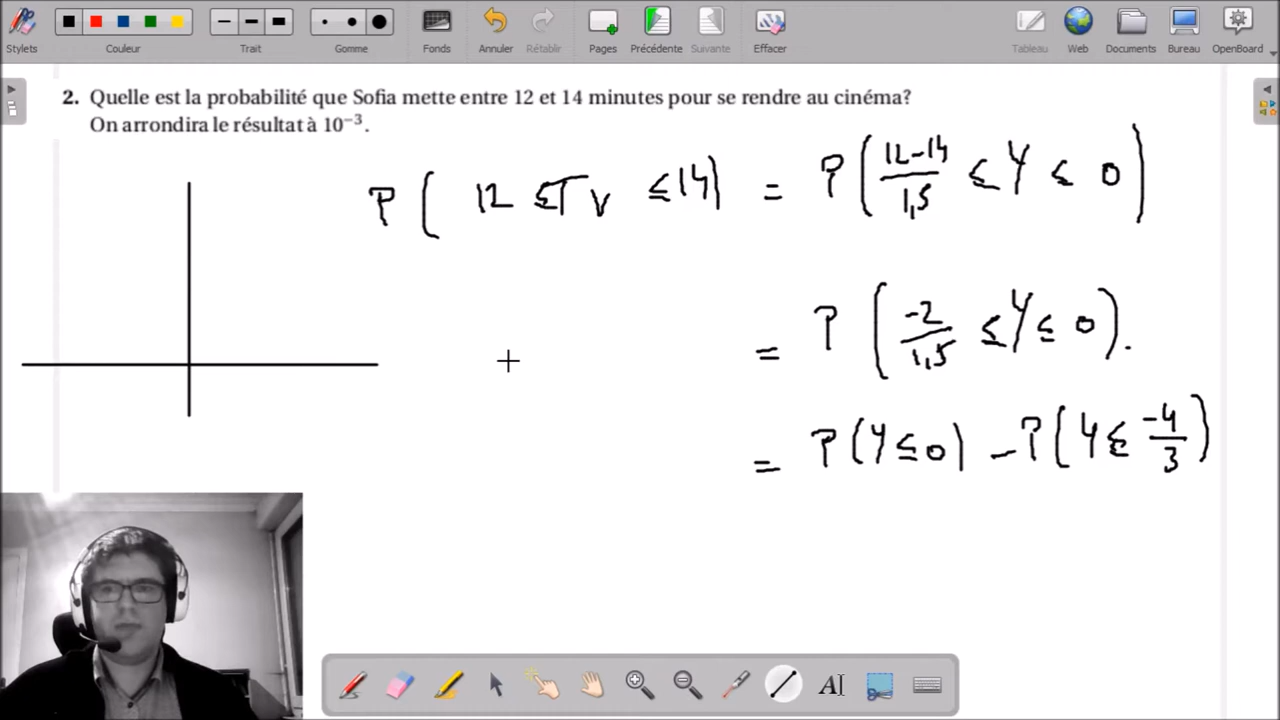 Stylets Couleur Trait Gomme Fonds Annuler Rétablir Pages Précédente Suivante Effacer Tableau Web Documents Bureau OpenBoard
2. Quelle est la probabilité que Sofia mette entre 12 et 14 minutes pour se rendre au cinéma?
On arrondira le résultat à 10⁻³.
P( 12 ≤ T_v ≤ 14) = P( (12-14)/1,5 ≤ Y ≤ 0 )
= P( -2/1,5 ≤ Y ≤ 0 ).
= P(Y ≤ 0) - P( Y ≤ -4/3 )
AI